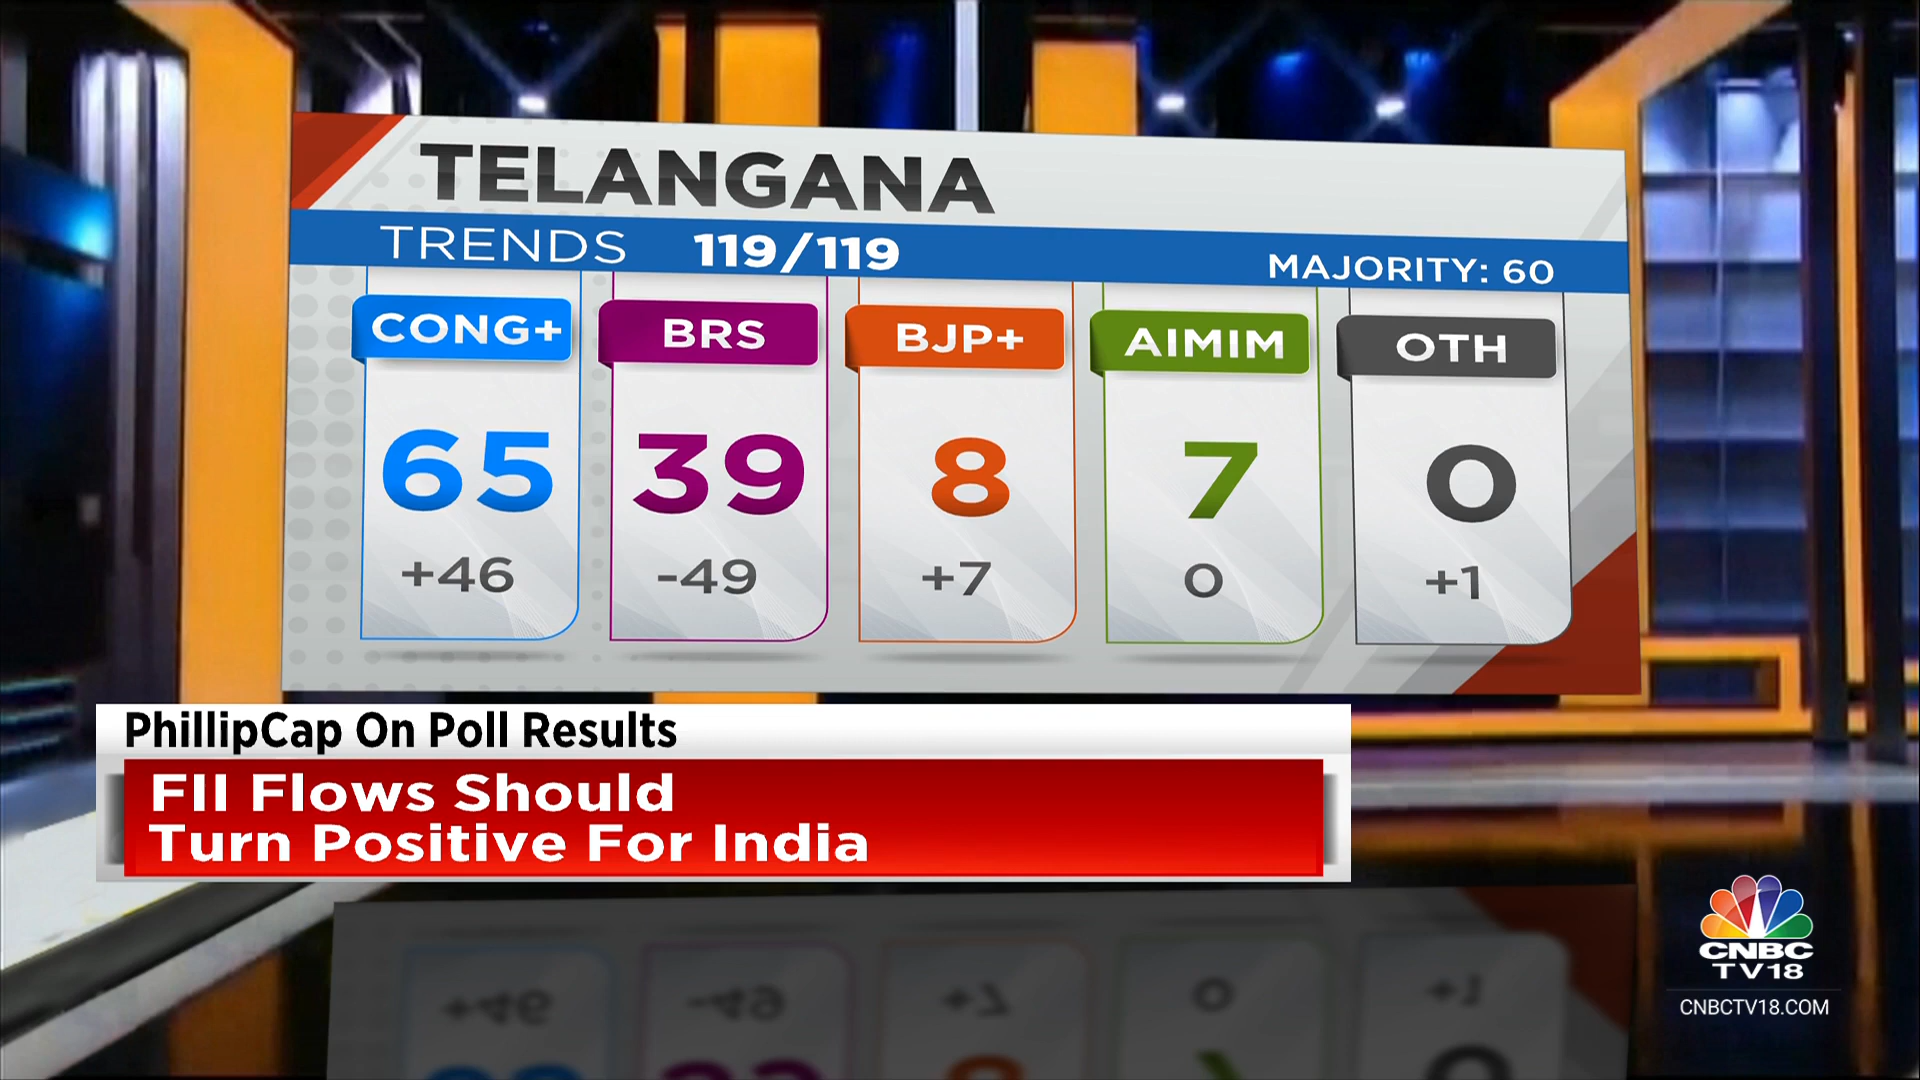 TELANGANA
TRENDS 119/119 MAJORITY: 60
CONG+ BRS BJP+ AIMIM OTH
65 39 8 7 0
+46 -49 +7 0 +1
PhillipCap On Poll Results
FII Flows Should
Turn Positive For India
CNBC
TV18
CNBCTV18.COM